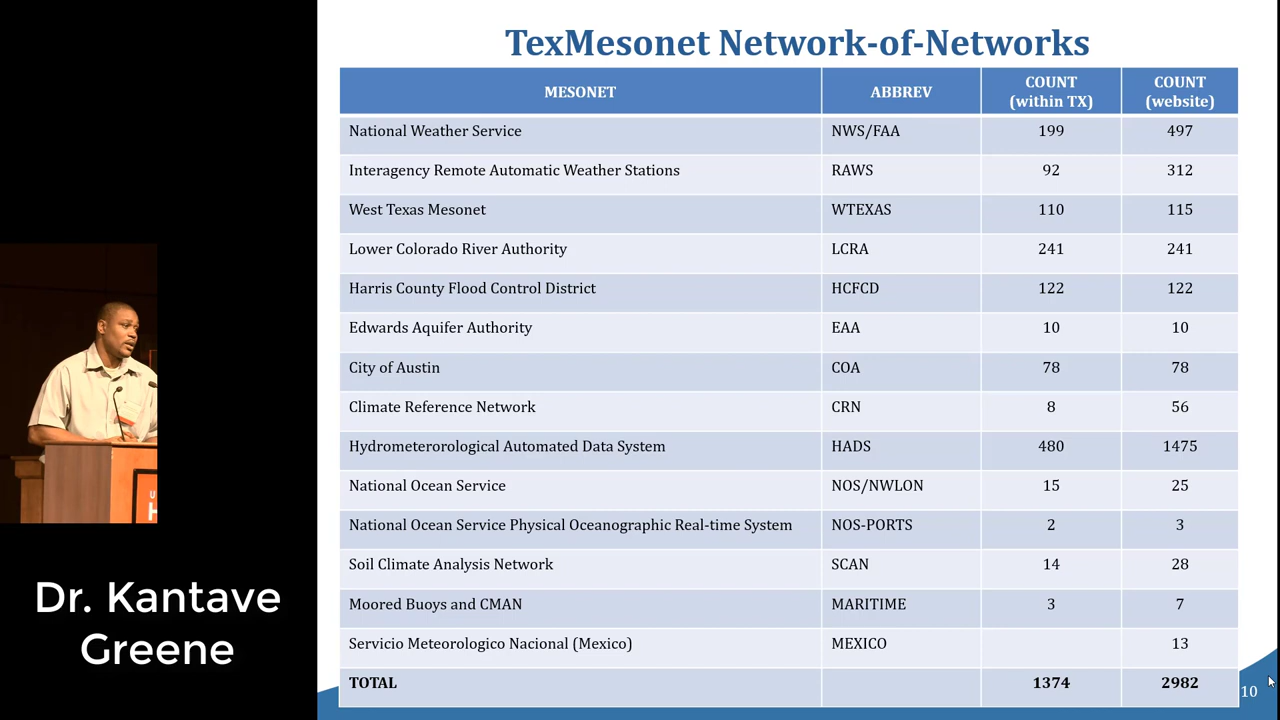 TexMesonet Network-of-Networks
MESONET ABBREV COUNT (within TX) COUNT (website)
National Weather Service NWS/FAA 199 497
Interagency Remote Automatic Weather Stations RAWS 92 312
West Texas Mesonet WTEXAS 110 115
Lower Colorado River Authority LCRA 241 241
Harris County Flood Control District HCFCD 122 122
Edwards Aquifer Authority EAA 10 10
City of Austin COA 78 78
Climate Reference Network CRN 8 56
Hydrometerorological Automated Data System HADS 480 1475
National Ocean Service NOS/NWLON 15 25
National Ocean Service Physical Oceanographic Real-time System NOS-PORTS 2 3
Soil Climate Analysis Network SCAN 14 28
Moored Buoys and CMAN MARITIME 3 7
Servicio Meteorologico Nacional (Mexico) MEXICO 13
TOTAL 1374 2982
10
Dr. Kantave
Greene